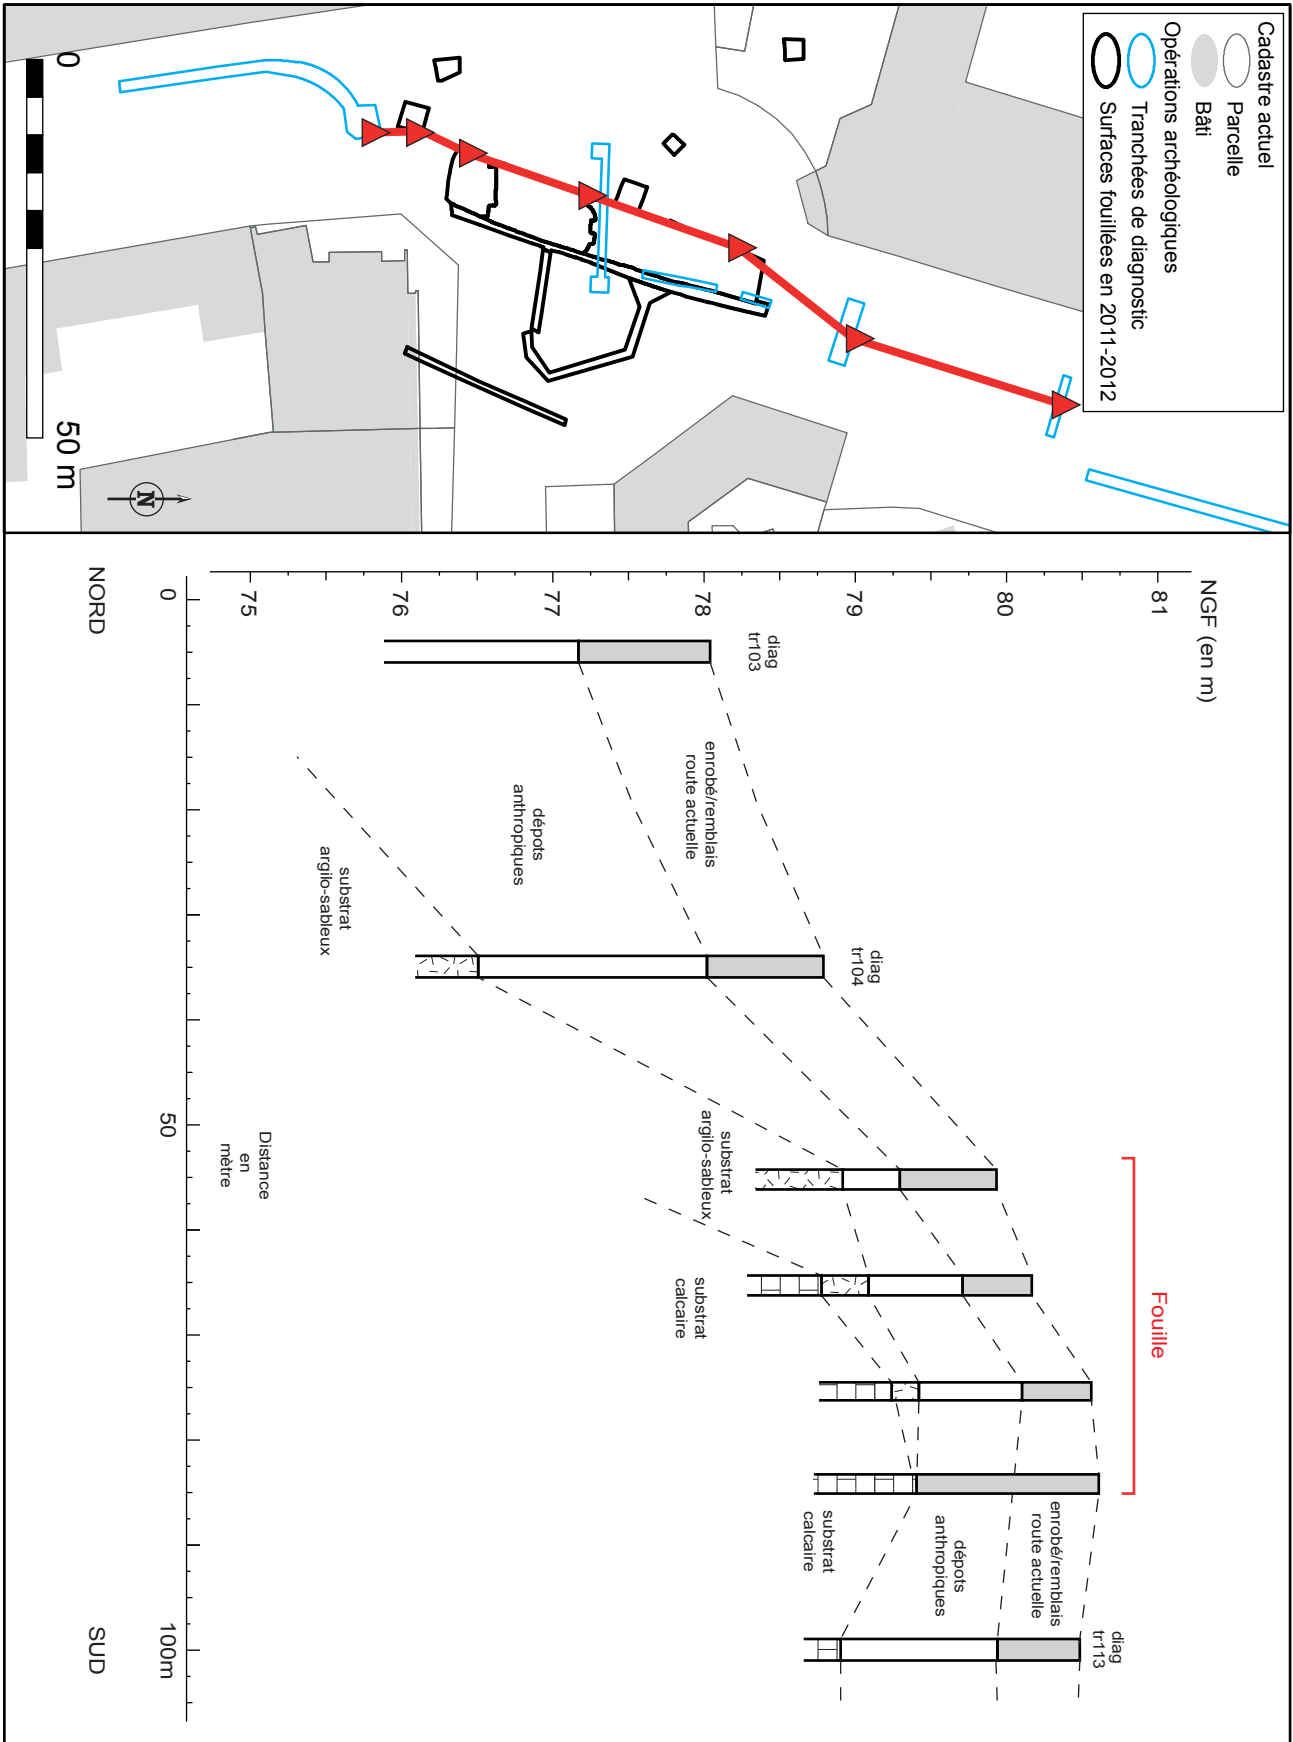 Cadastre actuel
Parcelle
Bâti
Opérations archéologiques
Tranchées de diagnostic
Surfaces fouillées en 2011-2012
0
50 m
N
NGF (en m)
81
80
79
78
77
76
75
diag
tr103
enrobé/remblais
route actuelle
dépots
anthropiques
substrat
argilo-sableux
diag
tr104
substrat
argilo-sableux
substrat
calcaire
Fouille
enrobé/remblais
route actuelle
dépots
anthropiques
substrat
calcaire
diag
tr113
0
50
100m
Distance
en
mètre
NORD
SUD